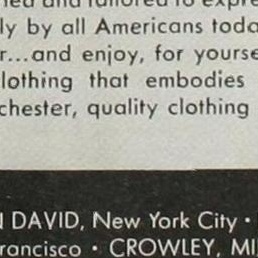 and tailored to expre
ly by all Americans toda
r...and enjoy, for yourse
lothing that embodies
chester, quality clothing
N DAVID, New York City •
rancisco • CROWLEY, MI